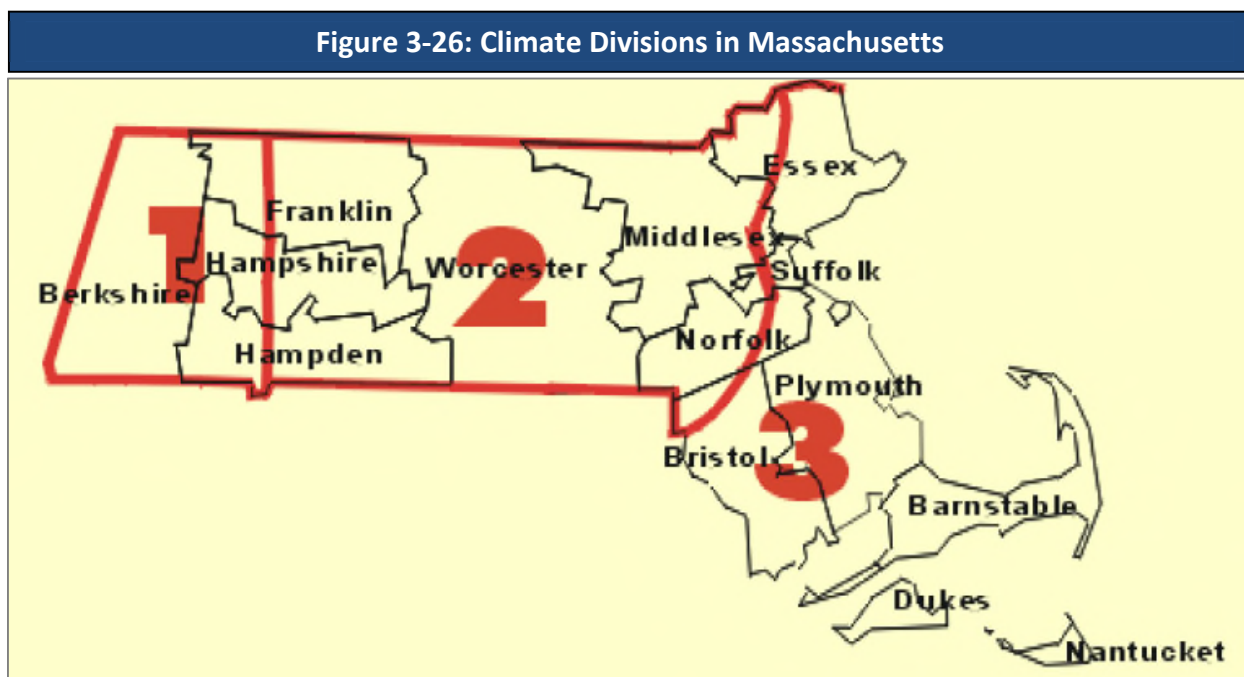 Figure 3-26: Climate Divisions in Massachusetts
Essex
Franklin
1
2
Middlesex
Hampshire
Worcester
Suffolk
Berkshire
Norfolk
Hampden
Plymouth
3
Bristol
Barnstable
Dukes
Nantucket